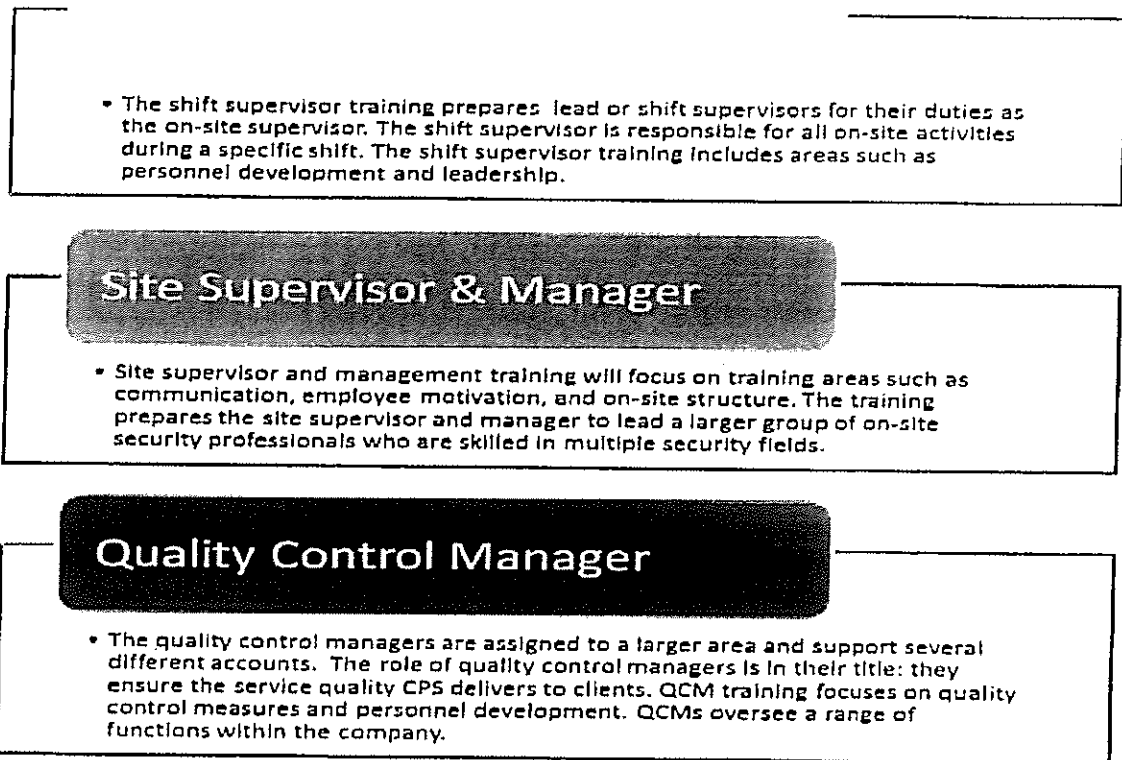 • The shift supervisor training prepares lead or shift supervisors for their duties as
the on-site supervisor. The shift supervisor is responsible for all on-site activities
during a specific shift. The shift supervisor training includes areas such as
personnel development and leadership.
Site Supervisor & Manager
• Site supervisor and management training will focus on training areas such as
communication, employee motivation, and on-site structure. The training
prepares the site supervisor and manager to lead a larger group of on-site
security professionals who are skilled in multiple security fields.
Quality Control Manager
• The quality control managers are assigned to a larger area and support several
different accounts. The role of quality control managers is in their title: they
ensure the service quality CPS delivers to clients. QCM training focuses on quality
control measures and personnel development. QCMs oversee a range of
functions within the company.